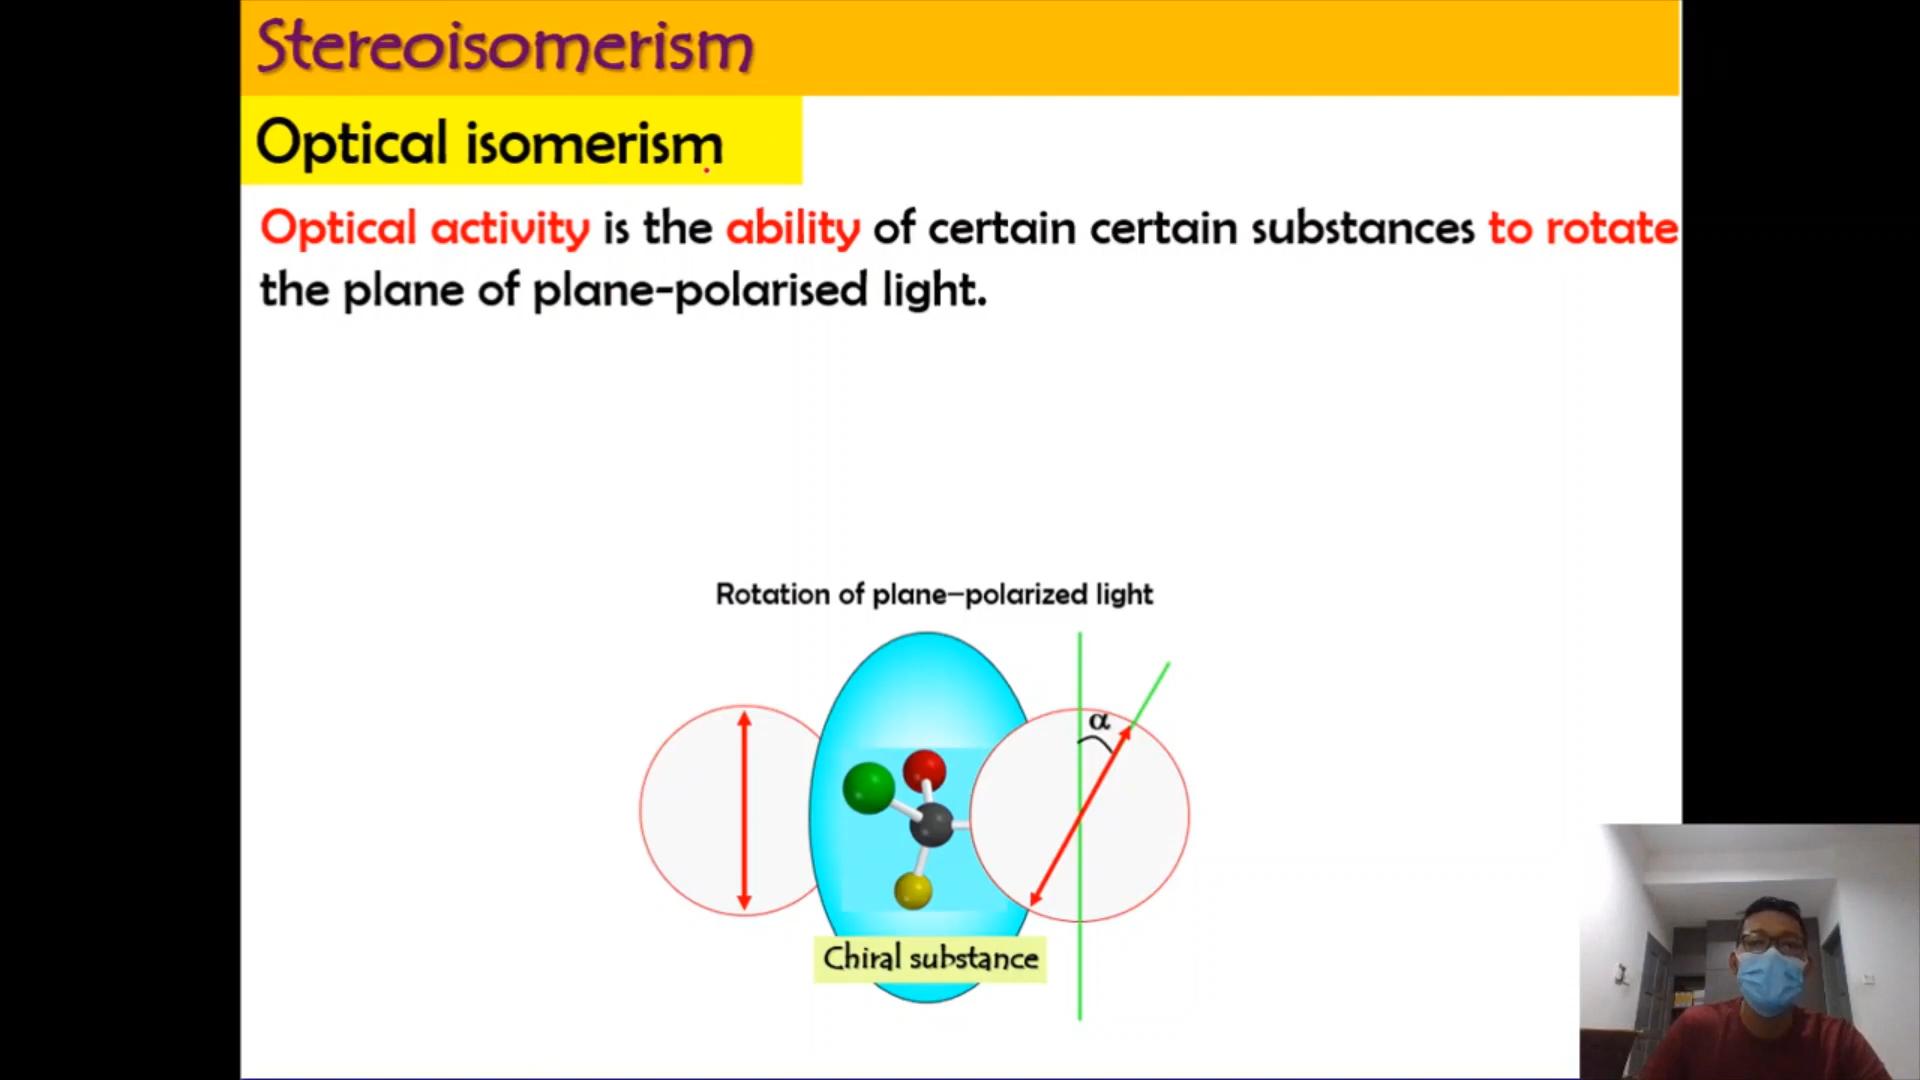 Stereoisomerism
Optical isomerism
Optical activity is the ability of certain certain substances to rotate
the plane of plane-polarised light.
Rotation of plane–polarized light
α
Chiral substance